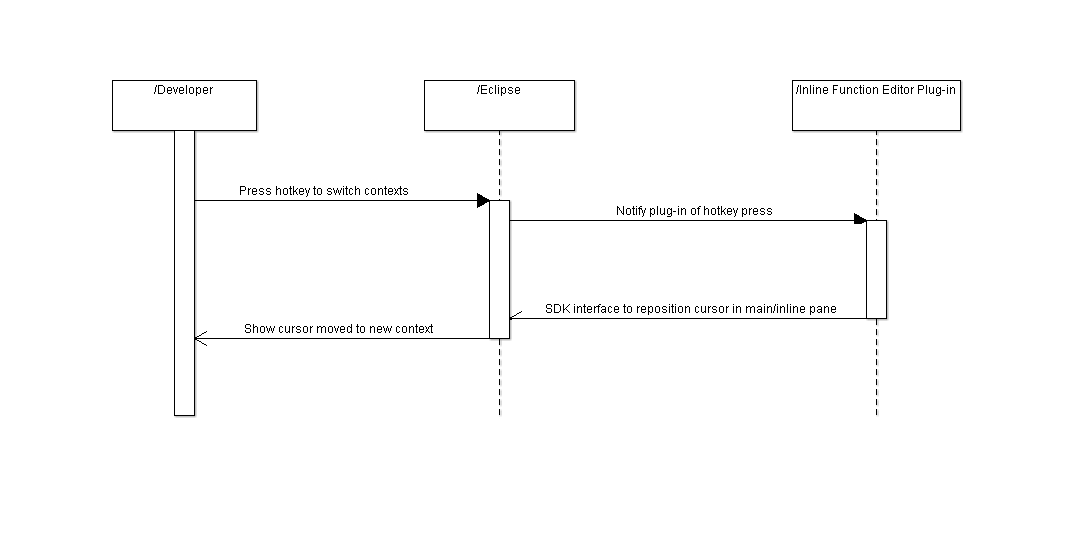 /Developer
/Eclipse
/Inline Function Editor Plug-in
Press hotkey to switch contexts
Notify plug-in of hotkey press
SDK interface to reposition cursor in main/inline pane
Show cursor moved to new context